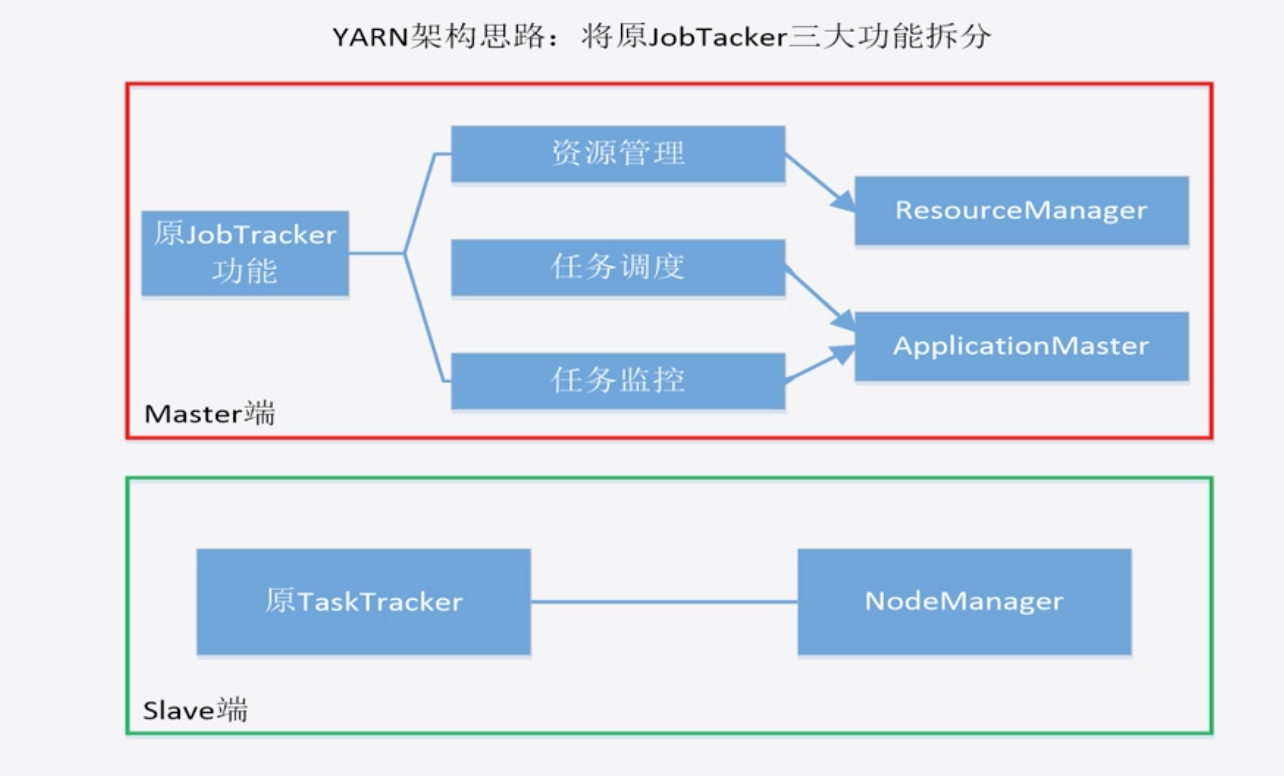 YARN架构思路：将原JobTacker三大功能拆分
资源管理
ResourceManager
原JobTracker
功能
任务调度
ApplicationMaster
任务监控
Master端
原TaskTracker
NodeManager
Slave端